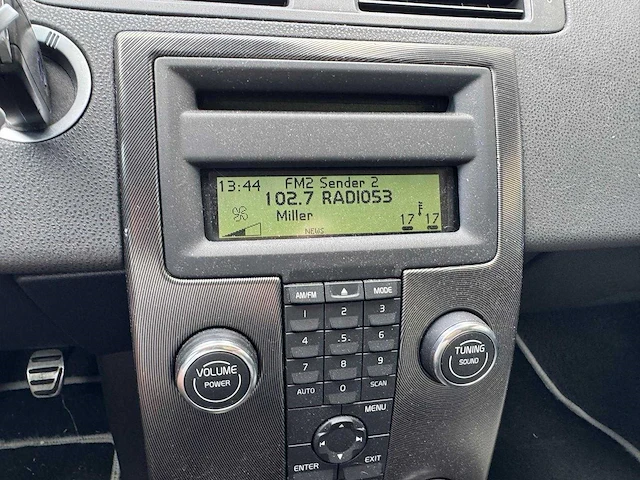 13:44 FM2 Sender 2
102.7 RADIO53
Miller
17 17
NEWS
AM/FM MODE
1 2 3
4 .5. 6
7 8 9
AUTO 0 SCAN
MENU
ENTER EXIT
VOLUME
POWER
TUNING
SOUND